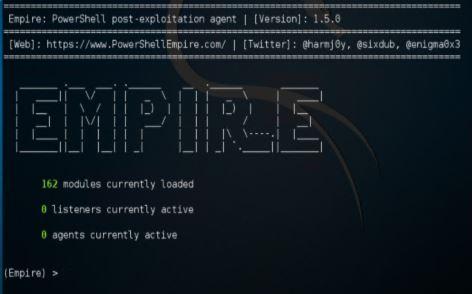 Empire: PowerShell post-exploitation agent | [Version]: 1.5.0
[Web]: https://www.PowerShellEmpire.com/ | [Twitter]: @harmj0y, @sixdub, @enigma0x3
EMPIRE
162 modules currently loaded
0 listeners currently active
0 agents currently active
(Empire) >